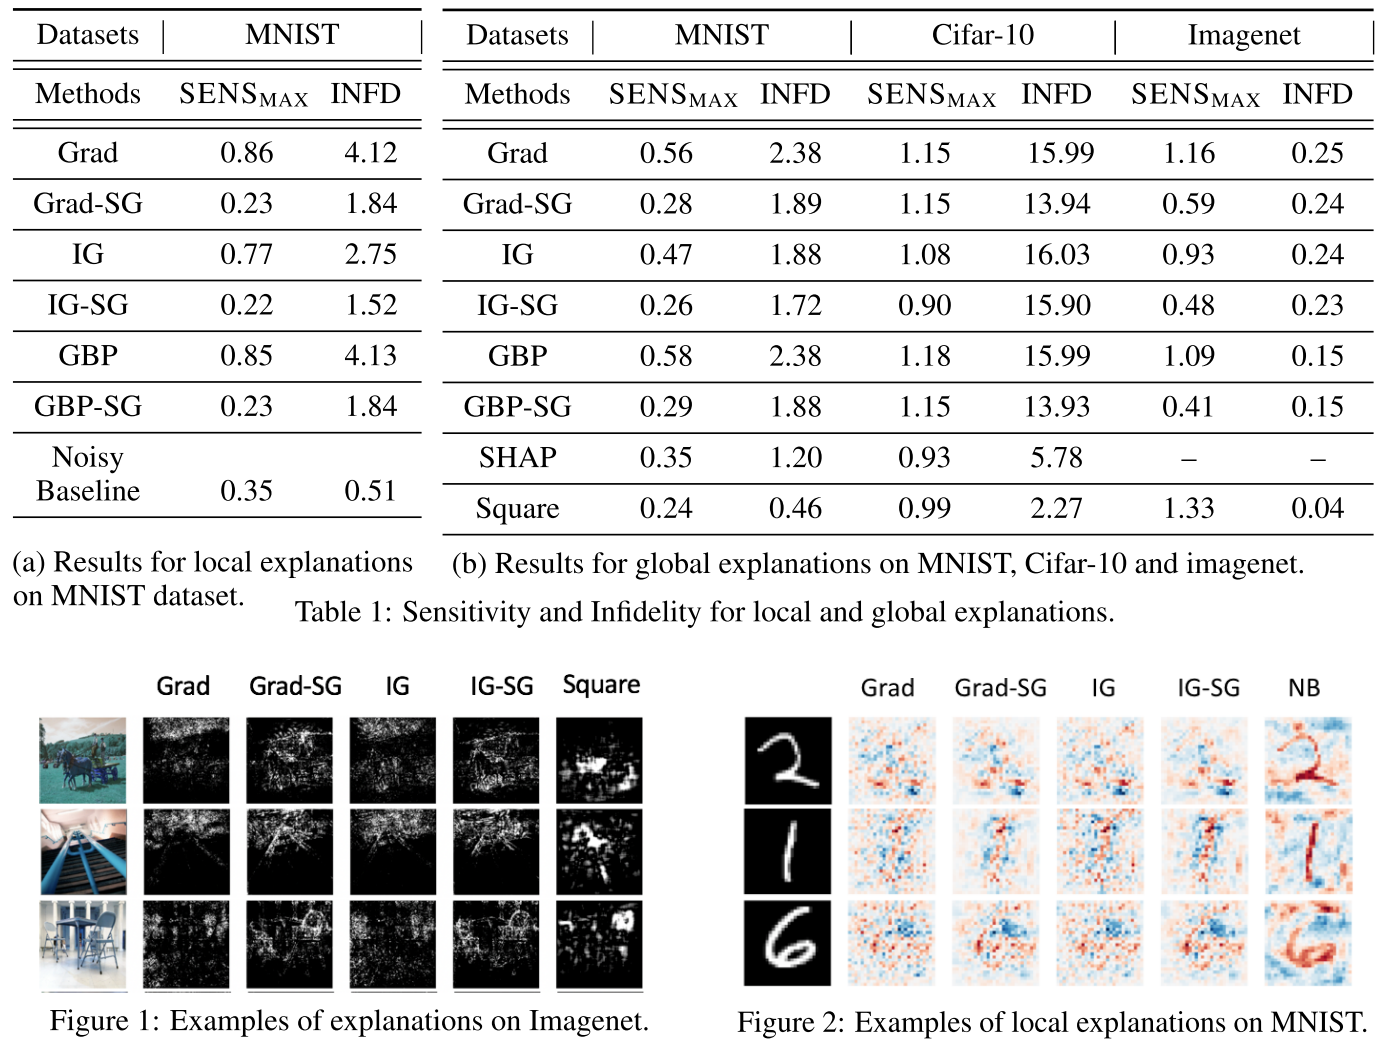 Datasets MNIST
Methods SENSMAX INFD
Grad 0.86 4.12
Grad-SG 0.23 1.84
IG 0.77 2.75
IG-SG 0.22 1.52
GBP 0.85 4.13
GBP-SG 0.23 1.84
Noisy
Baseline 0.35 0.51
(a) Results for local explanations
on MNIST dataset.
Datasets MNIST Cifar-10 Imagenet
Methods SENSMAX INFD SENSMAX INFD SENSMAX INFD
Grad 0.56 2.38 1.15 15.99 1.16 0.25
Grad-SG 0.28 1.89 1.15 13.94 0.59 0.24
IG 0.47 1.88 1.08 16.03 0.93 0.24
IG-SG 0.26 1.72 0.90 15.90 0.48 0.23
GBP 0.58 2.38 1.18 15.99 1.09 0.15
GBP-SG 0.29 1.88 1.15 13.93 0.41 0.15
SHAP 0.35 1.20 0.93 5.78 – –
Square 0.24 0.46 0.99 2.27 1.33 0.04
(b) Results for global explanations on MNIST, Cifar-10 and imagenet.
Table 1: Sensitivity and Infidelity for local and global explanations.
Grad Grad-SG IG IG-SG Square
Figure 1: Examples of explanations on Imagenet.
Grad Grad-SG IG IG-SG NB
2
1
6
Figure 2: Examples of local explanations on MNIST.